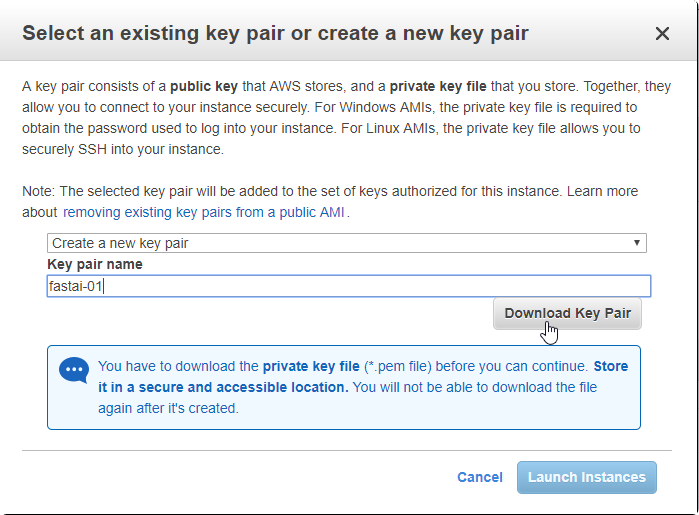 Select an existing key pair or create a new key pair
A key pair consists of a public key that AWS stores, and a private key file that you store. Together, they
allow you to connect to your instance securely. For Windows AMIs, the private key file is required to
obtain the password used to log into your instance. For Linux AMIs, the private key file allows you to
securely SSH into your instance.
Note: The selected key pair will be added to the set of keys authorized for this instance. Learn more
about removing existing key pairs from a public AMI .
Create a new key pair
Key pair name
fastai-01
Download Key Pair
You have to download the private key file (*.pem file) before you can continue. Store
it in a secure and accessible location. You will not be able to download the file
again after it's created.
Cancel Launch Instances